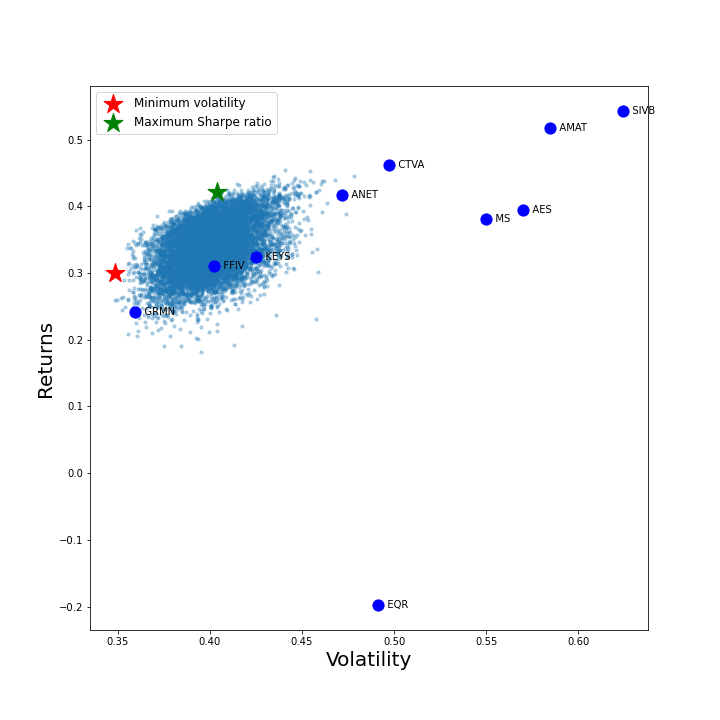 Minimum volatility
Maximum Sharpe ratio
SIVB
AMAT
CTVA
ANET
AES
MS
KEYS
FFIV
GRMN
EQR
0.5
0.4
0.3
0.2
0.1
0.0
−0.1
−0.2
Returns
0.35
0.40
0.45
0.50
0.55
0.60
Volatility